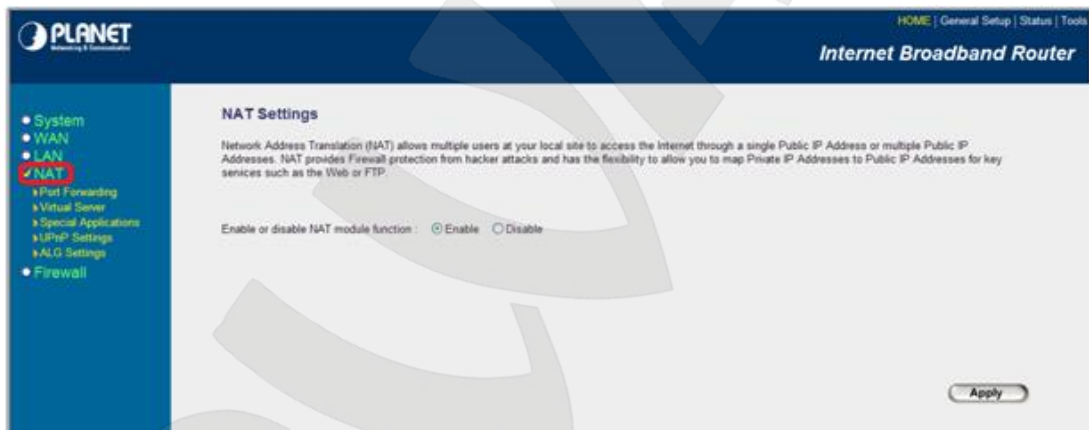 PLANET
Networking & Communication
HOME | General Setup | Status | Tools
Internet Broadband Router
System
WAN
LAN
NAT
Port Forwarding
Virtual Server
Special Applications
UPnP Settings
ALG Settings
Firewall
NAT Settings
Network Address Translation (NAT) allows multiple users at your local site to access the Internet through a single Public IP Address or multiple Public IP
Addresses. NAT provides Firewall protection from hacker attacks and has the flexibility to allow you to map Private IP Addresses to Public IP Addresses for key
services such as the Web or FTP.
Enable or disable NAT module function : Enable Disable
Apply